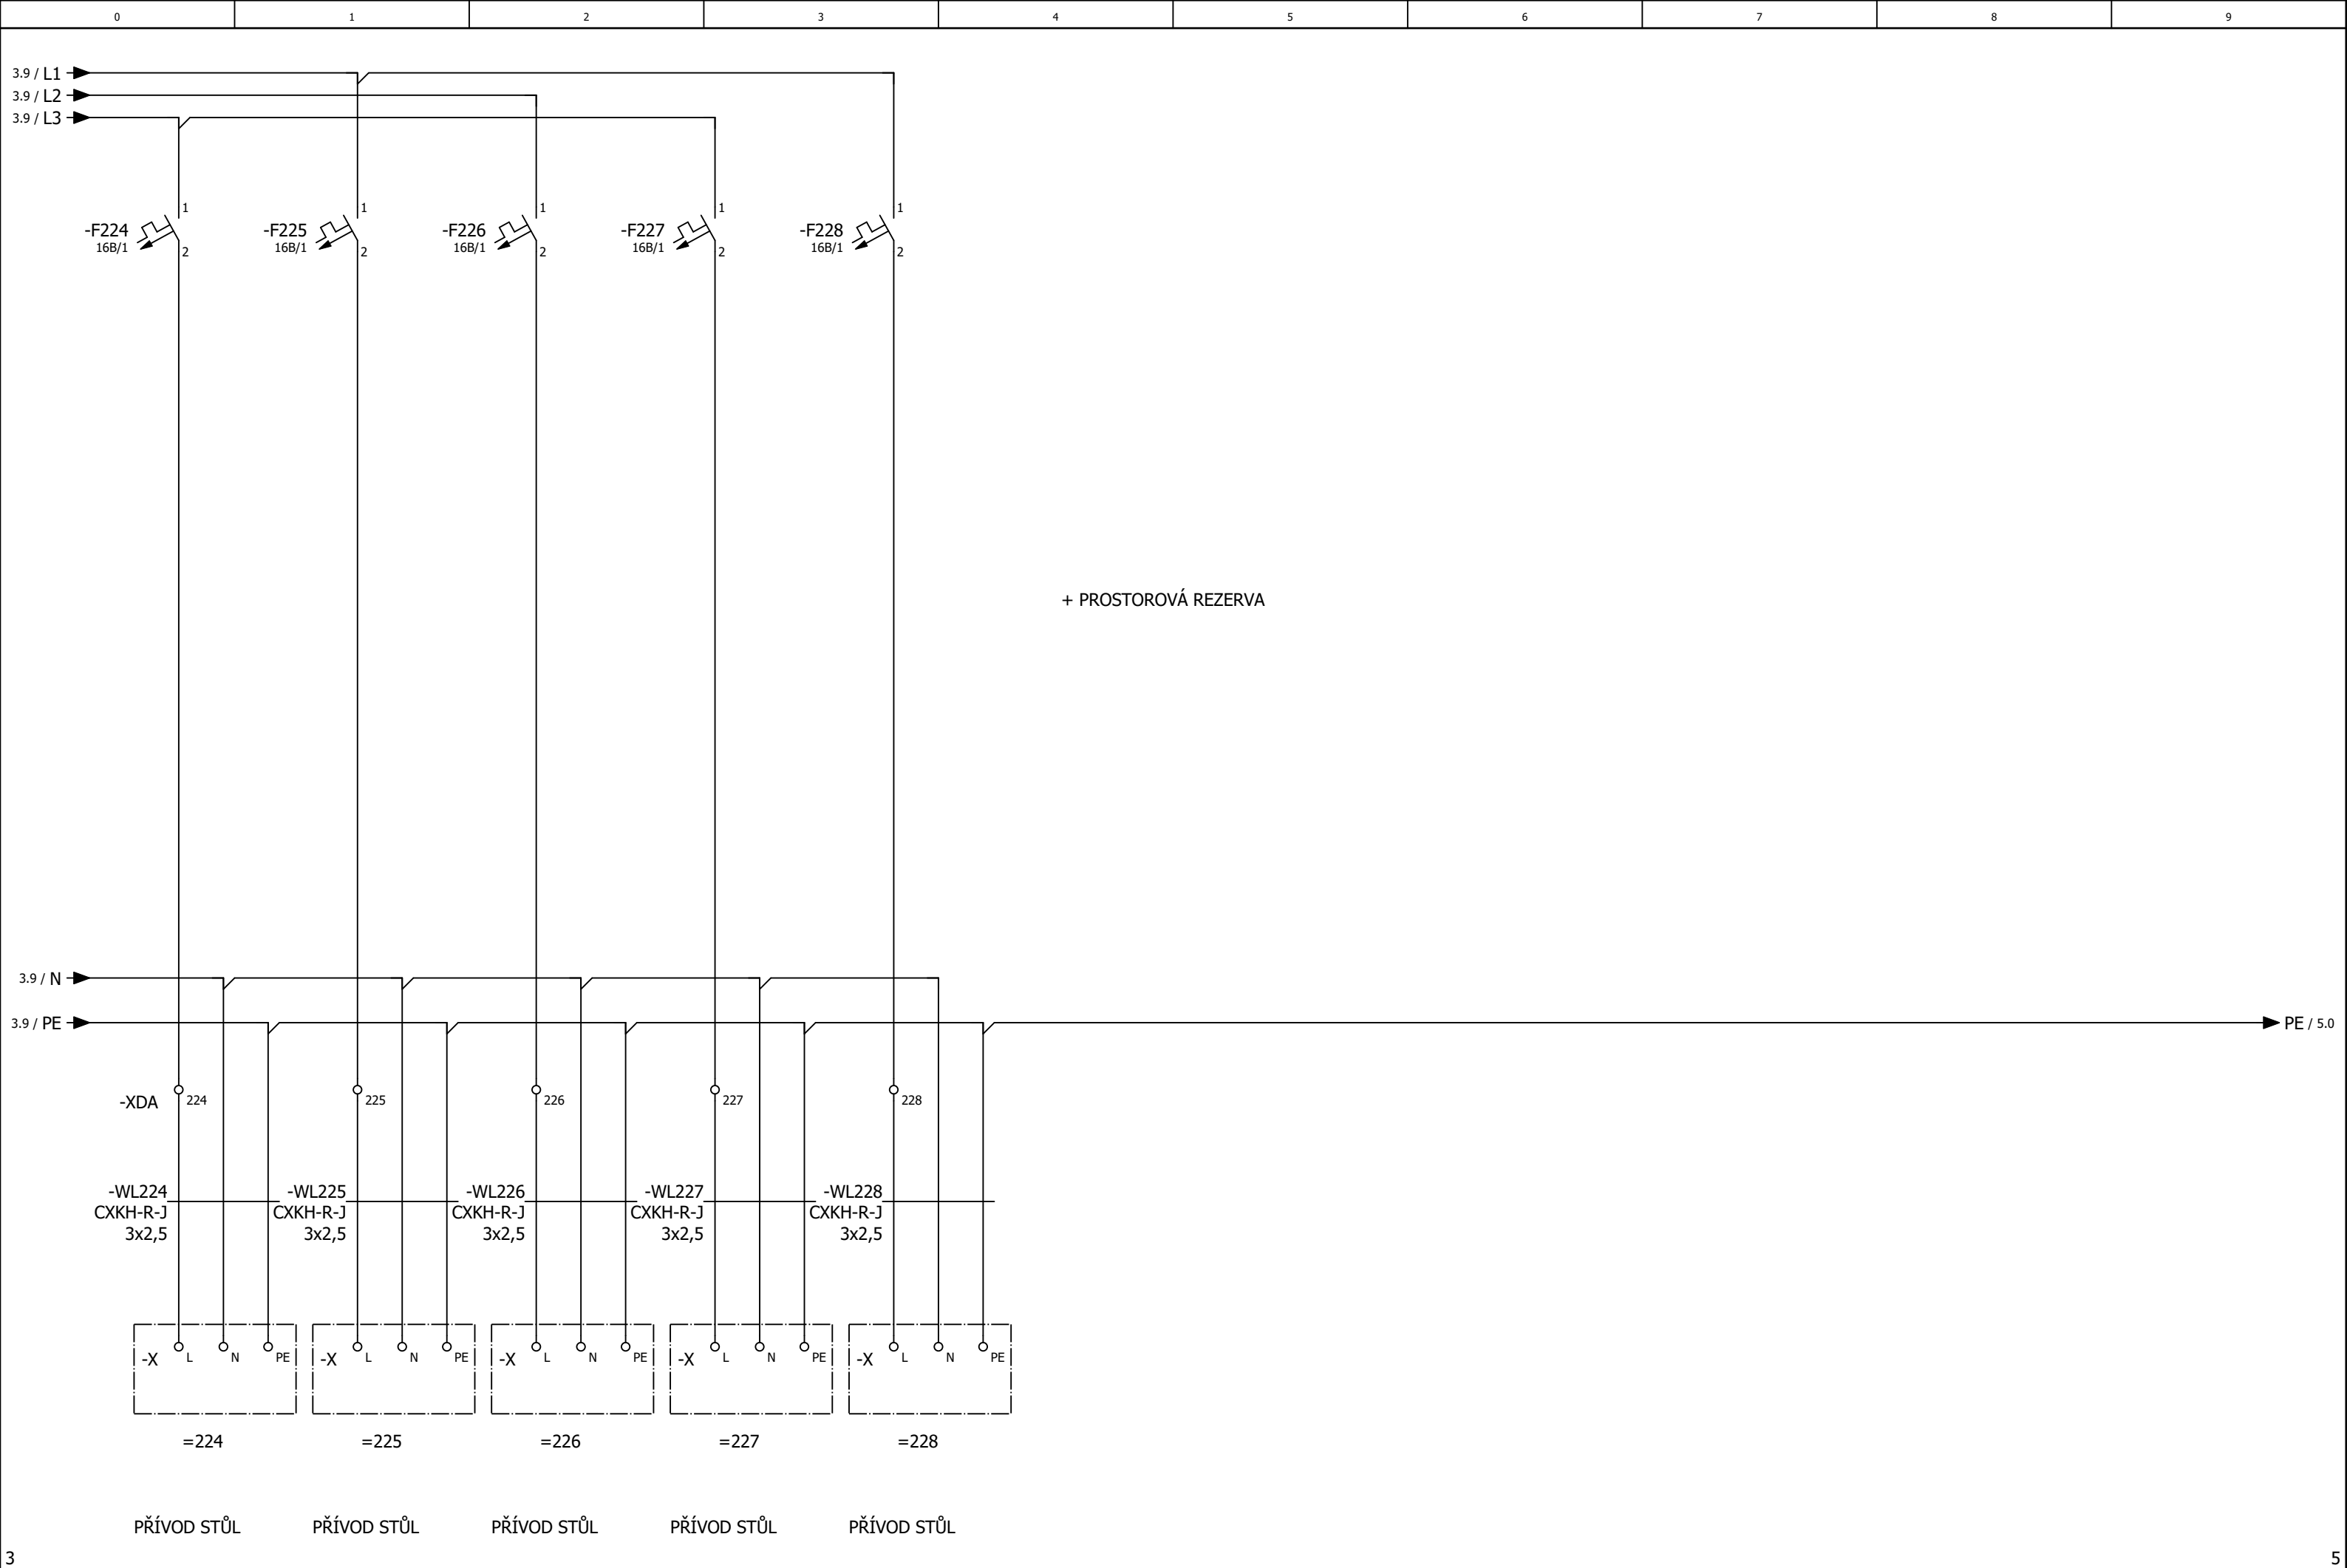 0 1 2 3 4 5 6 7 8 9
3.9 / L1
3.9 / L2
3.9 / L3
1 1 1 1 1
-F224 -F225 -F226 -F227 -F228
16B/1 16B/1 16B/1 16B/1 16B/1
2 2 2 2 2
+ PROSTOROVÁ REZERVA
3.9 / N
3.9 / PE PE / 5.0
-XDA 224 225 226 227 228
-WL224 -WL225 -WL226 -WL227 -WL228
CXKH-R-J CXKH-R-J CXKH-R-J CXKH-R-J CXKH-R-J
3x2,5 3x2,5 3x2,5 3x2,5 3x2,5
-X L N PE -X L N PE -X L N PE -X L N PE -X L N PE
=224 =225 =226 =227 =228
PŘÍVOD STŮL PŘÍVOD STŮL PŘÍVOD STŮL PŘÍVOD STŮL PŘÍVOD STŮL
3 5